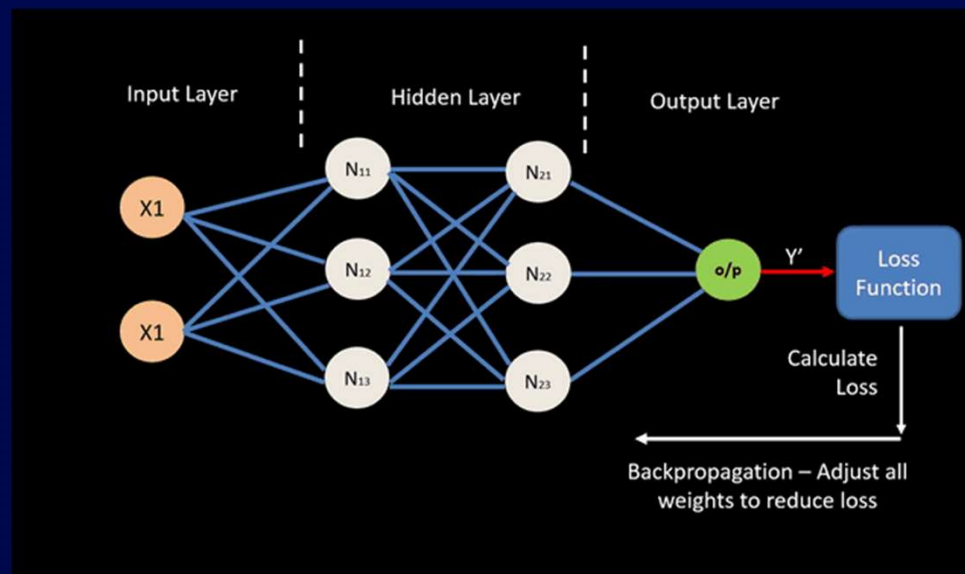 Input Layer
Hidden Layer
Output Layer
X1
X1
N₁₁
N₁₂
N₁₃
N₂₁
N₂₂
N₂₃
o/p
Y'
Loss
Function
Calculate
Loss
Backpropagation – Adjust all
weights to reduce loss